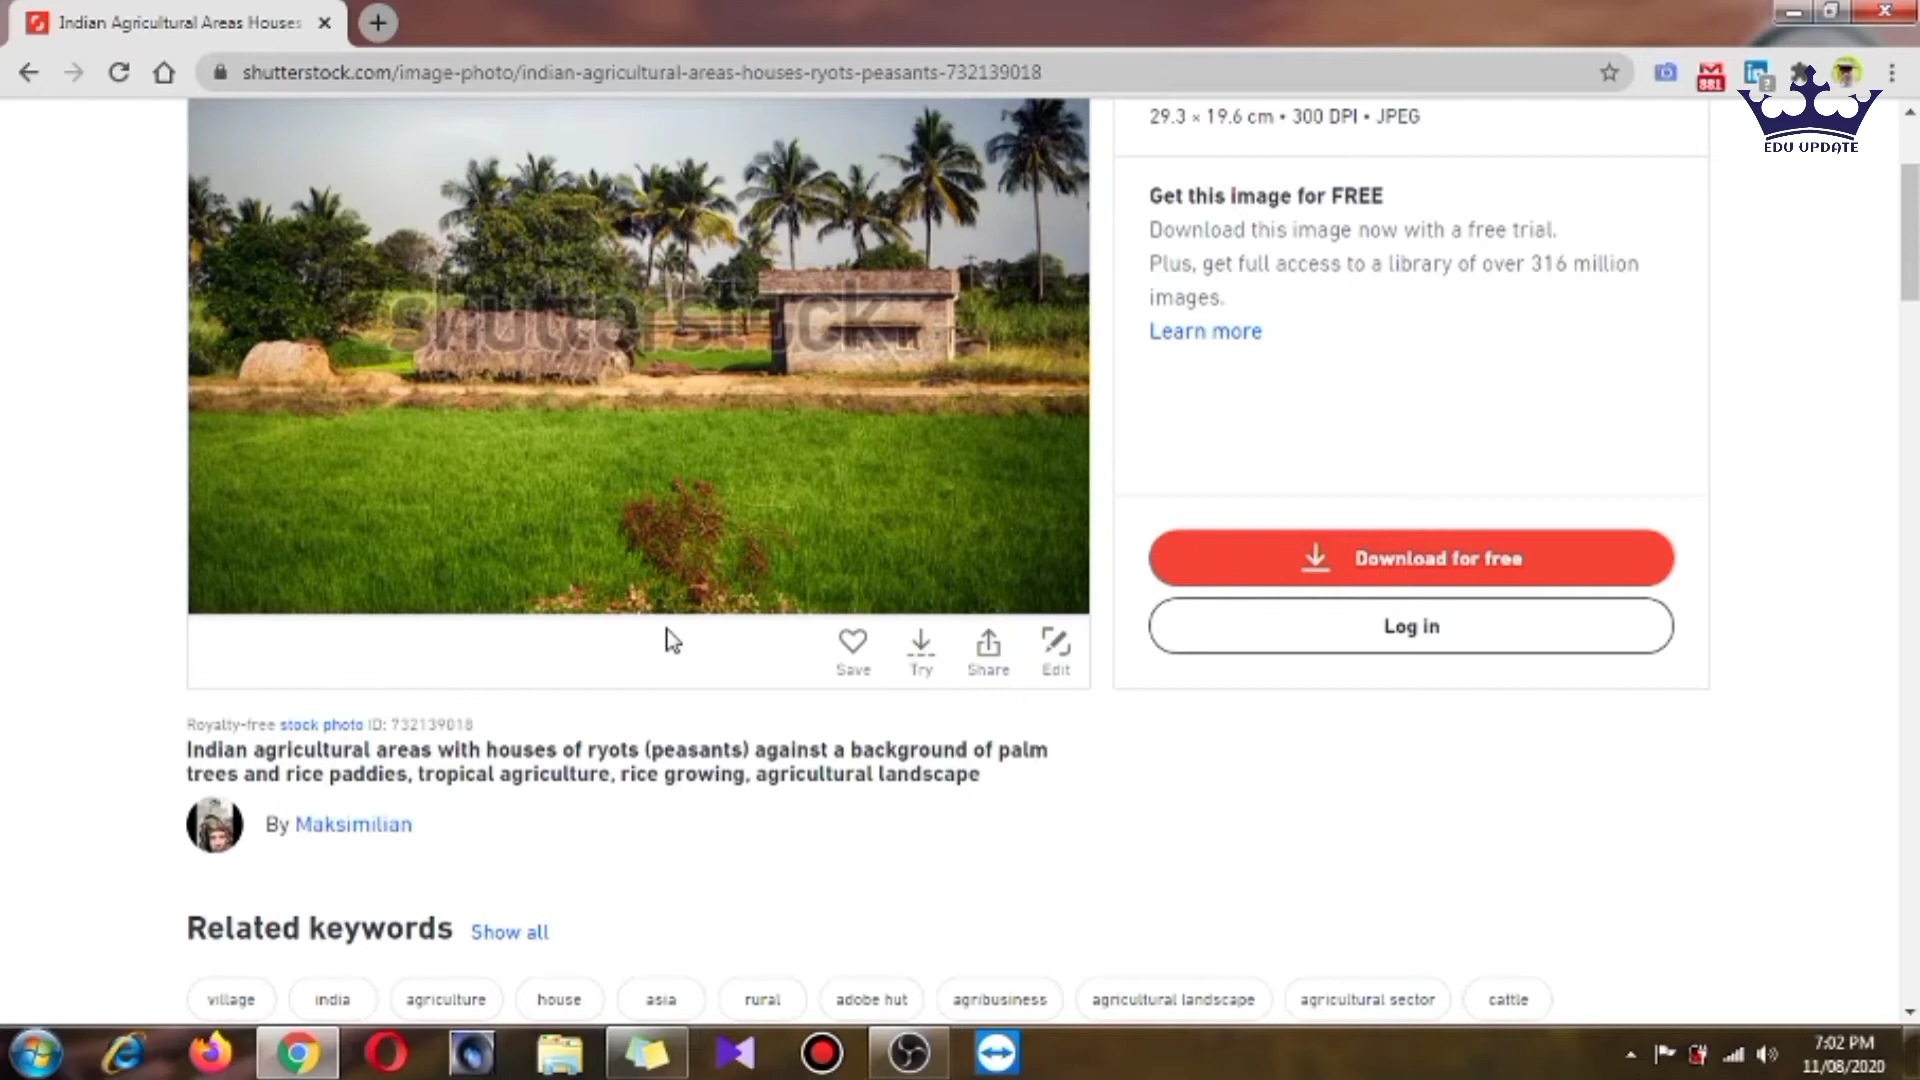 Indian Agricultural Areas Houses
shutterstock.com/image-photo/indian-agricultural-areas-houses-ryots-peasants-732139018
881
in
?
EDU UPDATE
29.3 × 19.6 cm • 300 DPI • JPEG
shutterstock
Get this image for FREE
Download this image now with a free trial.
Plus, get full access to a library of over 316 million
images.
Learn more
Download for free
Log in
Save
Try
Share
Edit
Royalty-free stock photo ID: 732139018
Indian agricultural areas with houses of ryots (peasants) against a background of palm
trees and rice paddies, tropical agriculture, rice growing, agricultural landscape
By Maksimilian
Related keywords Show all
village india agriculture house asia rural adobe hut agribusiness agricultural landscape agricultural sector cattle
7:02 PM
11/08/2020